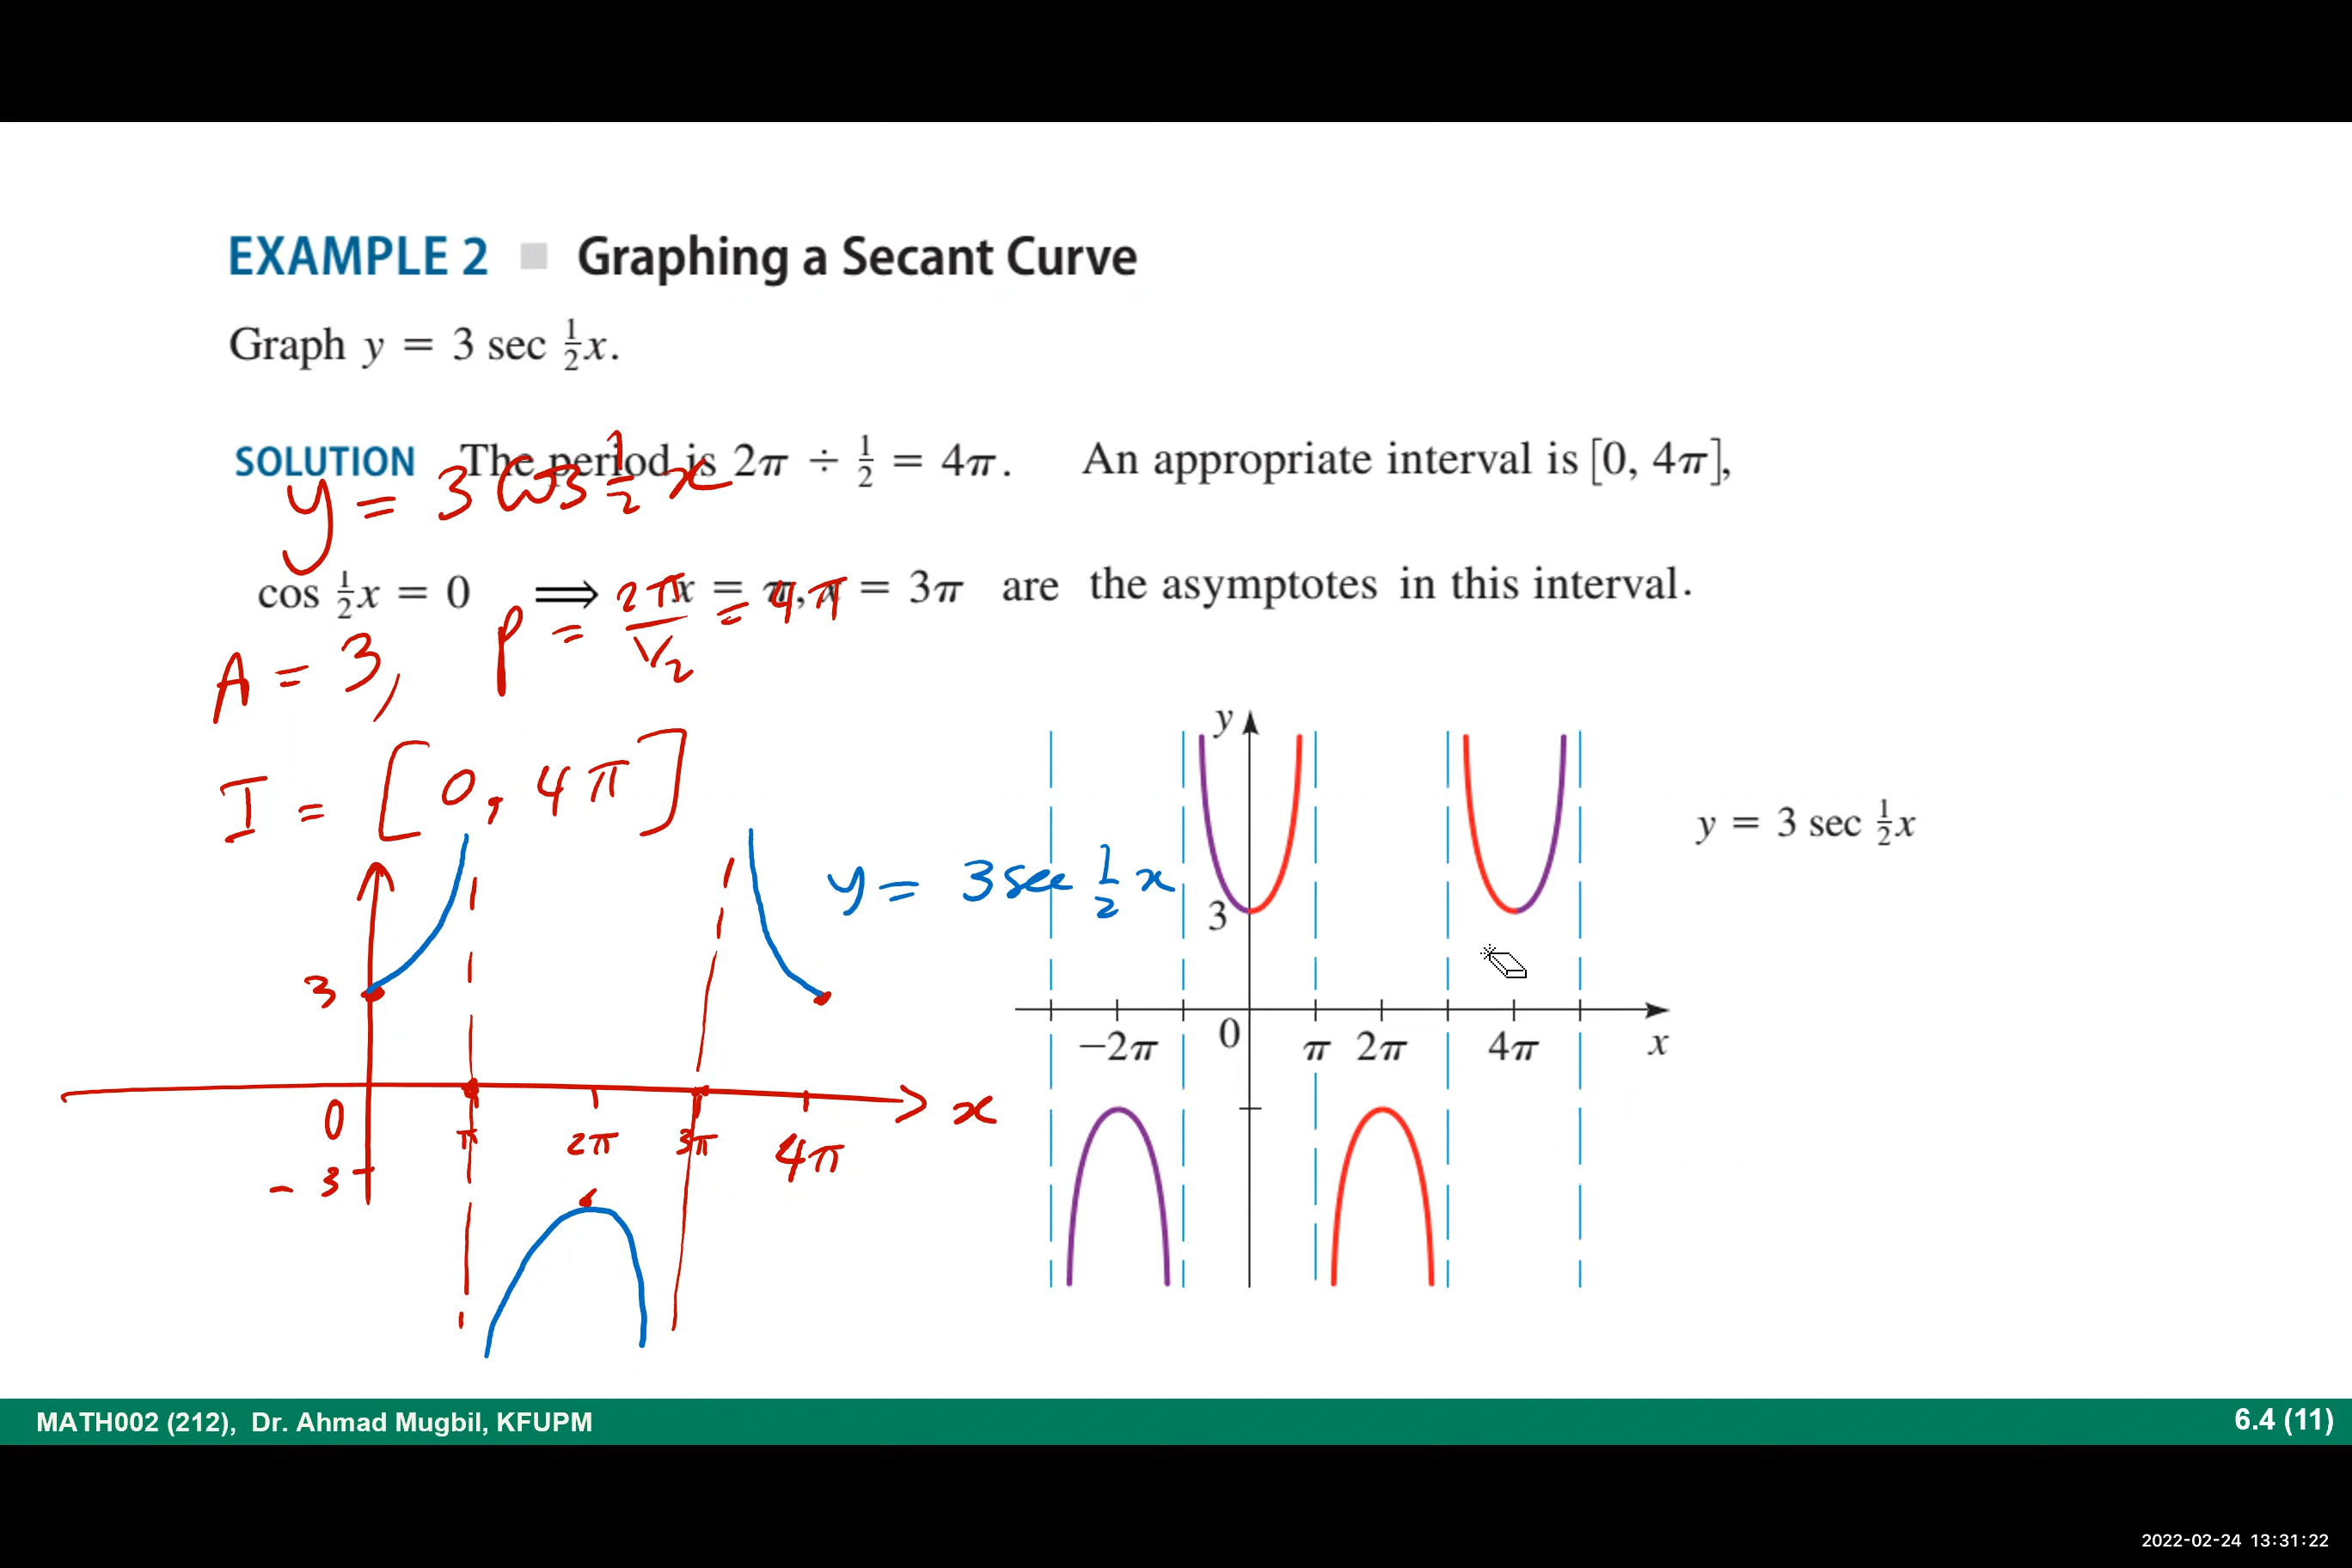 EXAMPLE 2 ■ Graphing a Secant Curve
Graph y = 3 sec ½x.
SOLUTION The period is 2π ÷ ½ = 4π. An appropriate interval is [0, 4π],
y = 3 cos ½ x
cos ½x = 0 ⟹ x = π, x = 3π are the asymptotes in this interval.
A = 3, P = 2π / ½ = 4π
I = [0, 4π]
y = 3 sec ½ x
3
0
-3
π 2π 3π 4π
x
y
3
−2π 0 π 2π 4π x
y = 3 sec ½x
MATH002 (212), Dr. Ahmad Mugbil, KFUPM
6.4 (11)
2022-02-24 13:31:22